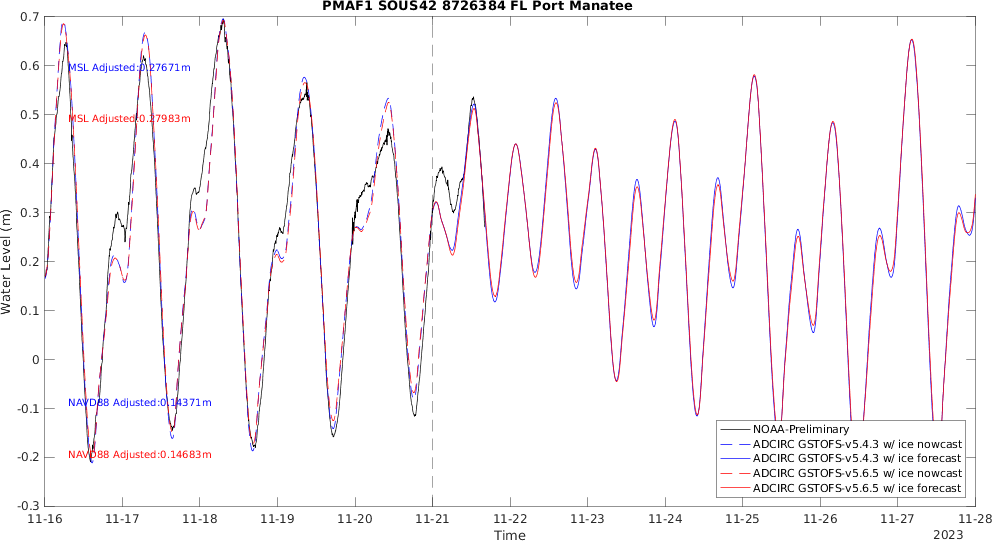 PMAF1 SOUS42 8726384 FL Port Manatee
0.7
0.6
0.5
0.4
0.3
0.2
0.1
0
-0.1
-0.2
-0.3
Water Level (m)
MSL Adjusted:0.27671m
MSL Adjusted:0.27983m
NAVD88 Adjusted:0.14371m
NAVD88 Adjusted:0.14683m
NOAA-Preliminary
ADCIRC GSTOFS-v5.4.3 w/ ice nowcast
ADCIRC GSTOFS-v5.4.3 w/ ice forecast
ADCIRC GSTOFS-v5.6.5 w/ ice nowcast
ADCIRC GSTOFS-v5.6.5 w/ ice forecast
11-16 11-17 11-18 11-19 11-20 11-21 11-22 11-23 11-24 11-25 11-26 11-27 11-28
Time
2023